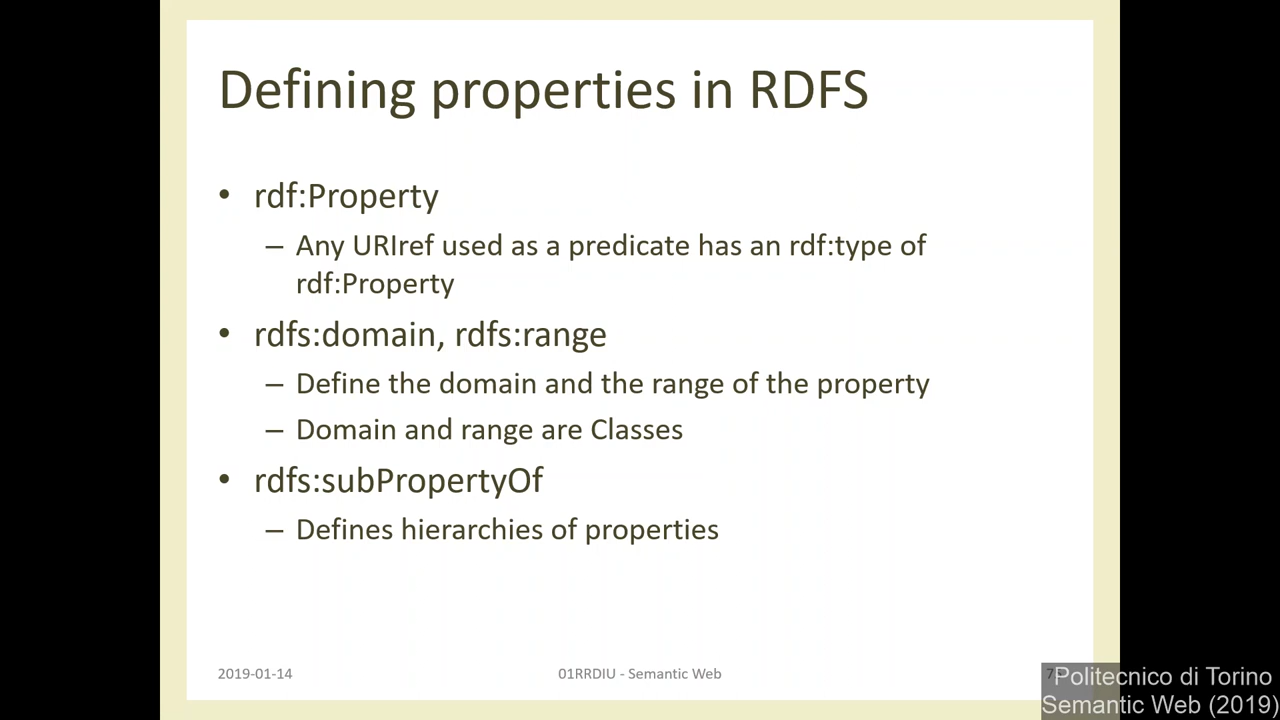 Defining properties in RDFS
• rdf:Property
– Any URIref used as a predicate has an rdf:type of
rdf:Property
• rdfs:domain, rdfs:range
– Define the domain and the range of the property
– Domain and range are Classes
• rdfs:subPropertyOf
– Defines hierarchies of properties
2019-01-14
01RRDIU - Semantic Web
Politecnico di Torino
Semantic Web (2019)